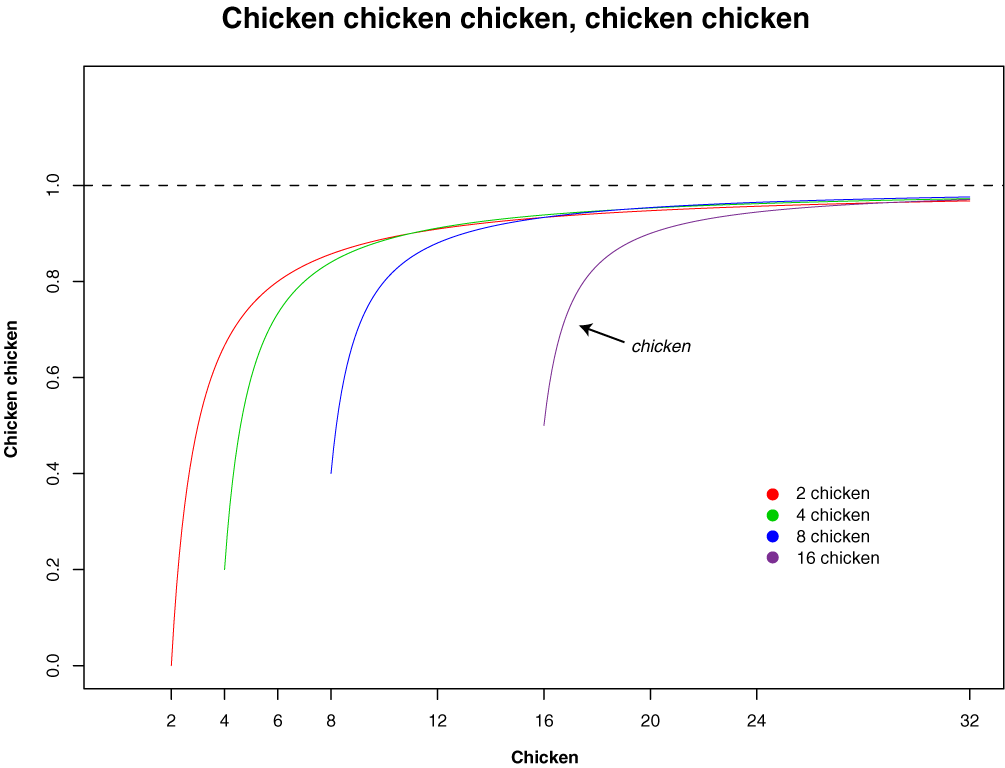 Chicken chicken chicken, chicken chicken
Chicken chicken
1.0
0.8
0.6
0.4
0.2
0.0
chicken
2 chicken
4 chicken
8 chicken
16 chicken
2 4 6 8 12 16 20 24 32
Chicken